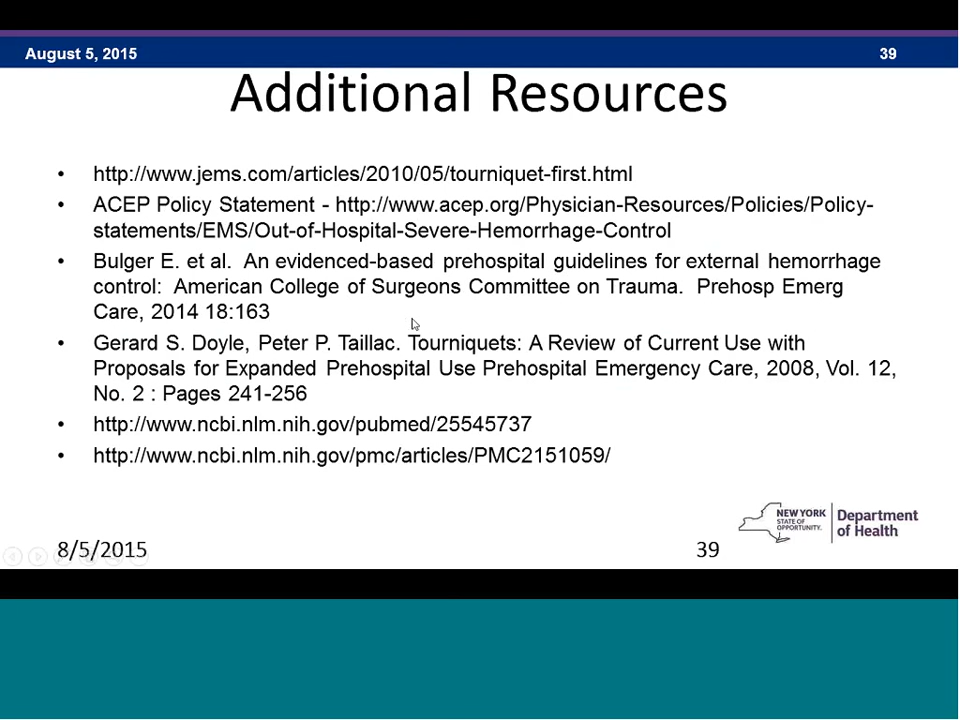 August 5, 2015 39
Additional Resources
• http://www.jems.com/articles/2010/05/tourniquet-first.html
• ACEP Policy Statement - http://www.acep.org/Physician-Resources/Policies/Policy-
statements/EMS/Out-of-Hospital-Severe-Hemorrhage-Control
• Bulger E. et al. An evidenced-based prehospital guidelines for external hemorrhage
control: American College of Surgeons Committee on Trauma. Prehosp Emerg
Care, 2014 18:163
• Gerard S. Doyle, Peter P. Taillac. Tourniquets: A Review of Current Use with
Proposals for Expanded Prehospital Use Prehospital Emergency Care, 2008, Vol. 12,
No. 2 : Pages 241-256
• http://www.ncbi.nlm.nih.gov/pubmed/25545737
• http://www.ncbi.nlm.nih.gov/pmc/articles/PMC2151059/
NEW YORK
STATE OF
OPPORTUNITY.
Department
of Health
8/5/2015 39